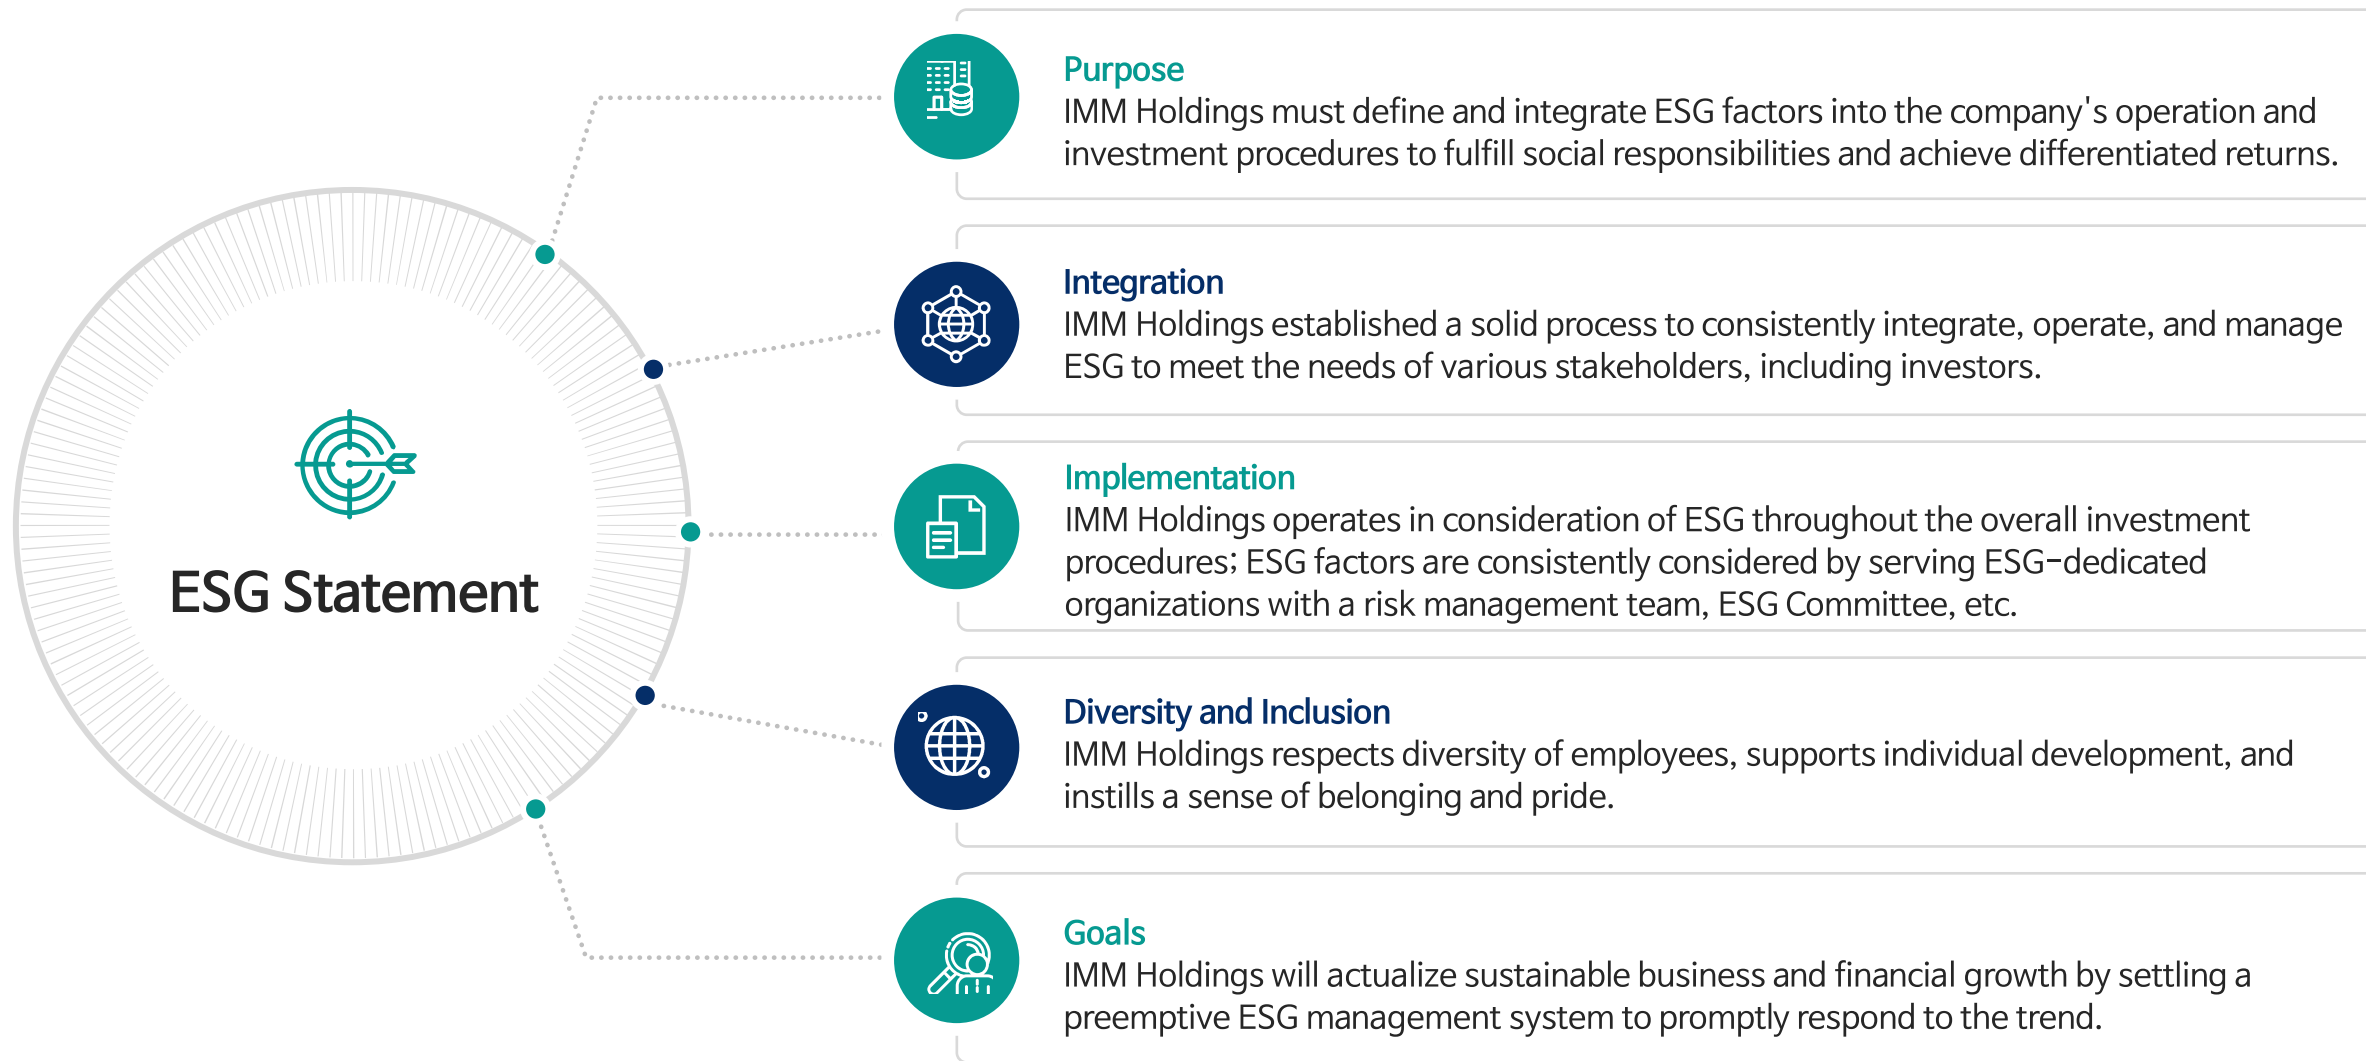 ESG Statement
Purpose
IMM Holdings must define and integrate ESG factors into the company's operation and
investment procedures to fulfill social responsibilities and achieve differentiated returns.
Integration
IMM Holdings established a solid process to consistently integrate, operate, and manage
ESG to meet the needs of various stakeholders, including investors.
Implementation
IMM Holdings operates in consideration of ESG throughout the overall investment
procedures; ESG factors are consistently considered by serving ESG-dedicated
organizations with a risk management team, ESG Committee, etc.
Diversity and Inclusion
IMM Holdings respects diversity of employees, supports individual development, and
instills a sense of belonging and pride.
Goals
IMM Holdings will actualize sustainable business and financial growth by settling a
preemptive ESG management system to promptly respond to the trend.